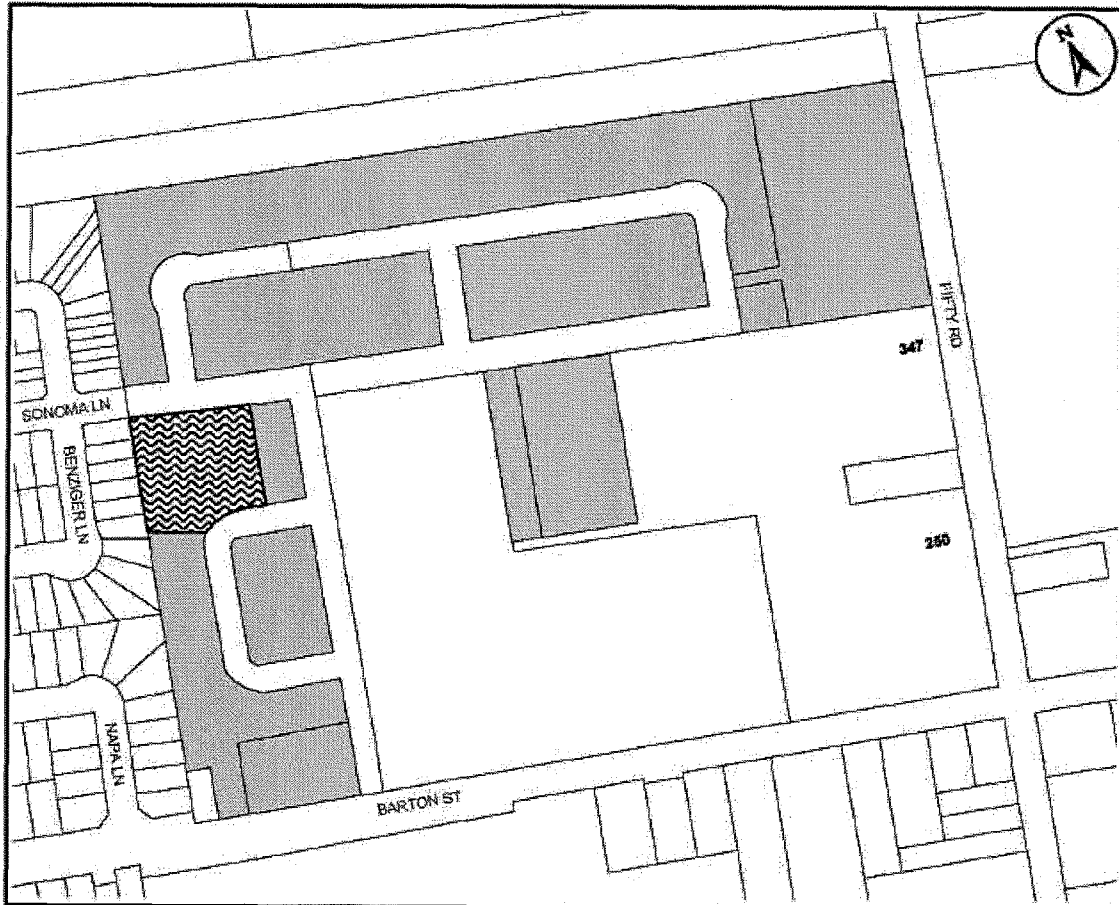 N
FIFTY RD
347
SONOMA LN
BENZIGER LN
250
NAPA LN
BARTON ST